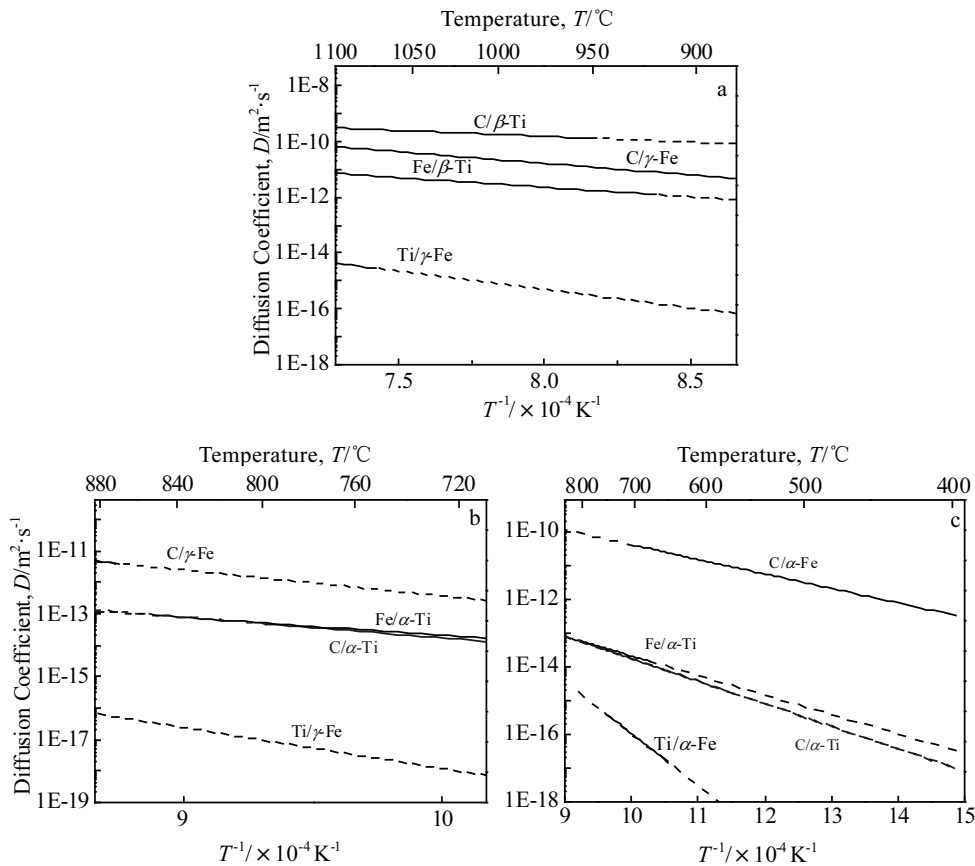 Temperature, T/℃
1100 1050 1000 950 900
a
1E-8
1E-10
1E-12
1E-14
1E-16
1E-18
Diffusion Coefficient, D/m²·s⁻¹
C/β-Ti
C/γ-Fe
Fe/β-Ti
Ti/γ-Fe
7.5 8.0 8.5
T⁻¹/×10⁻⁴ K⁻¹
Temperature, T/℃
880 840 800 760 720
b
1E-11
1E-13
1E-15
1E-17
1E-19
Diffusion Coefficient, D/m²·s⁻¹
C/γ-Fe
Fe/α-Ti
C/α-Ti
Ti/γ-Fe
9 10
T⁻¹/×10⁻⁴ K⁻¹
Temperature, T/℃
800 700 600 500 400
c
1E-10
1E-12
1E-14
1E-16
1E-18
C/α-Fe
Fe/α-Ti
Ti/α-Fe
C/α-Ti
9 10 11 12 13 14 15
T⁻¹/×10⁻⁴ K⁻¹